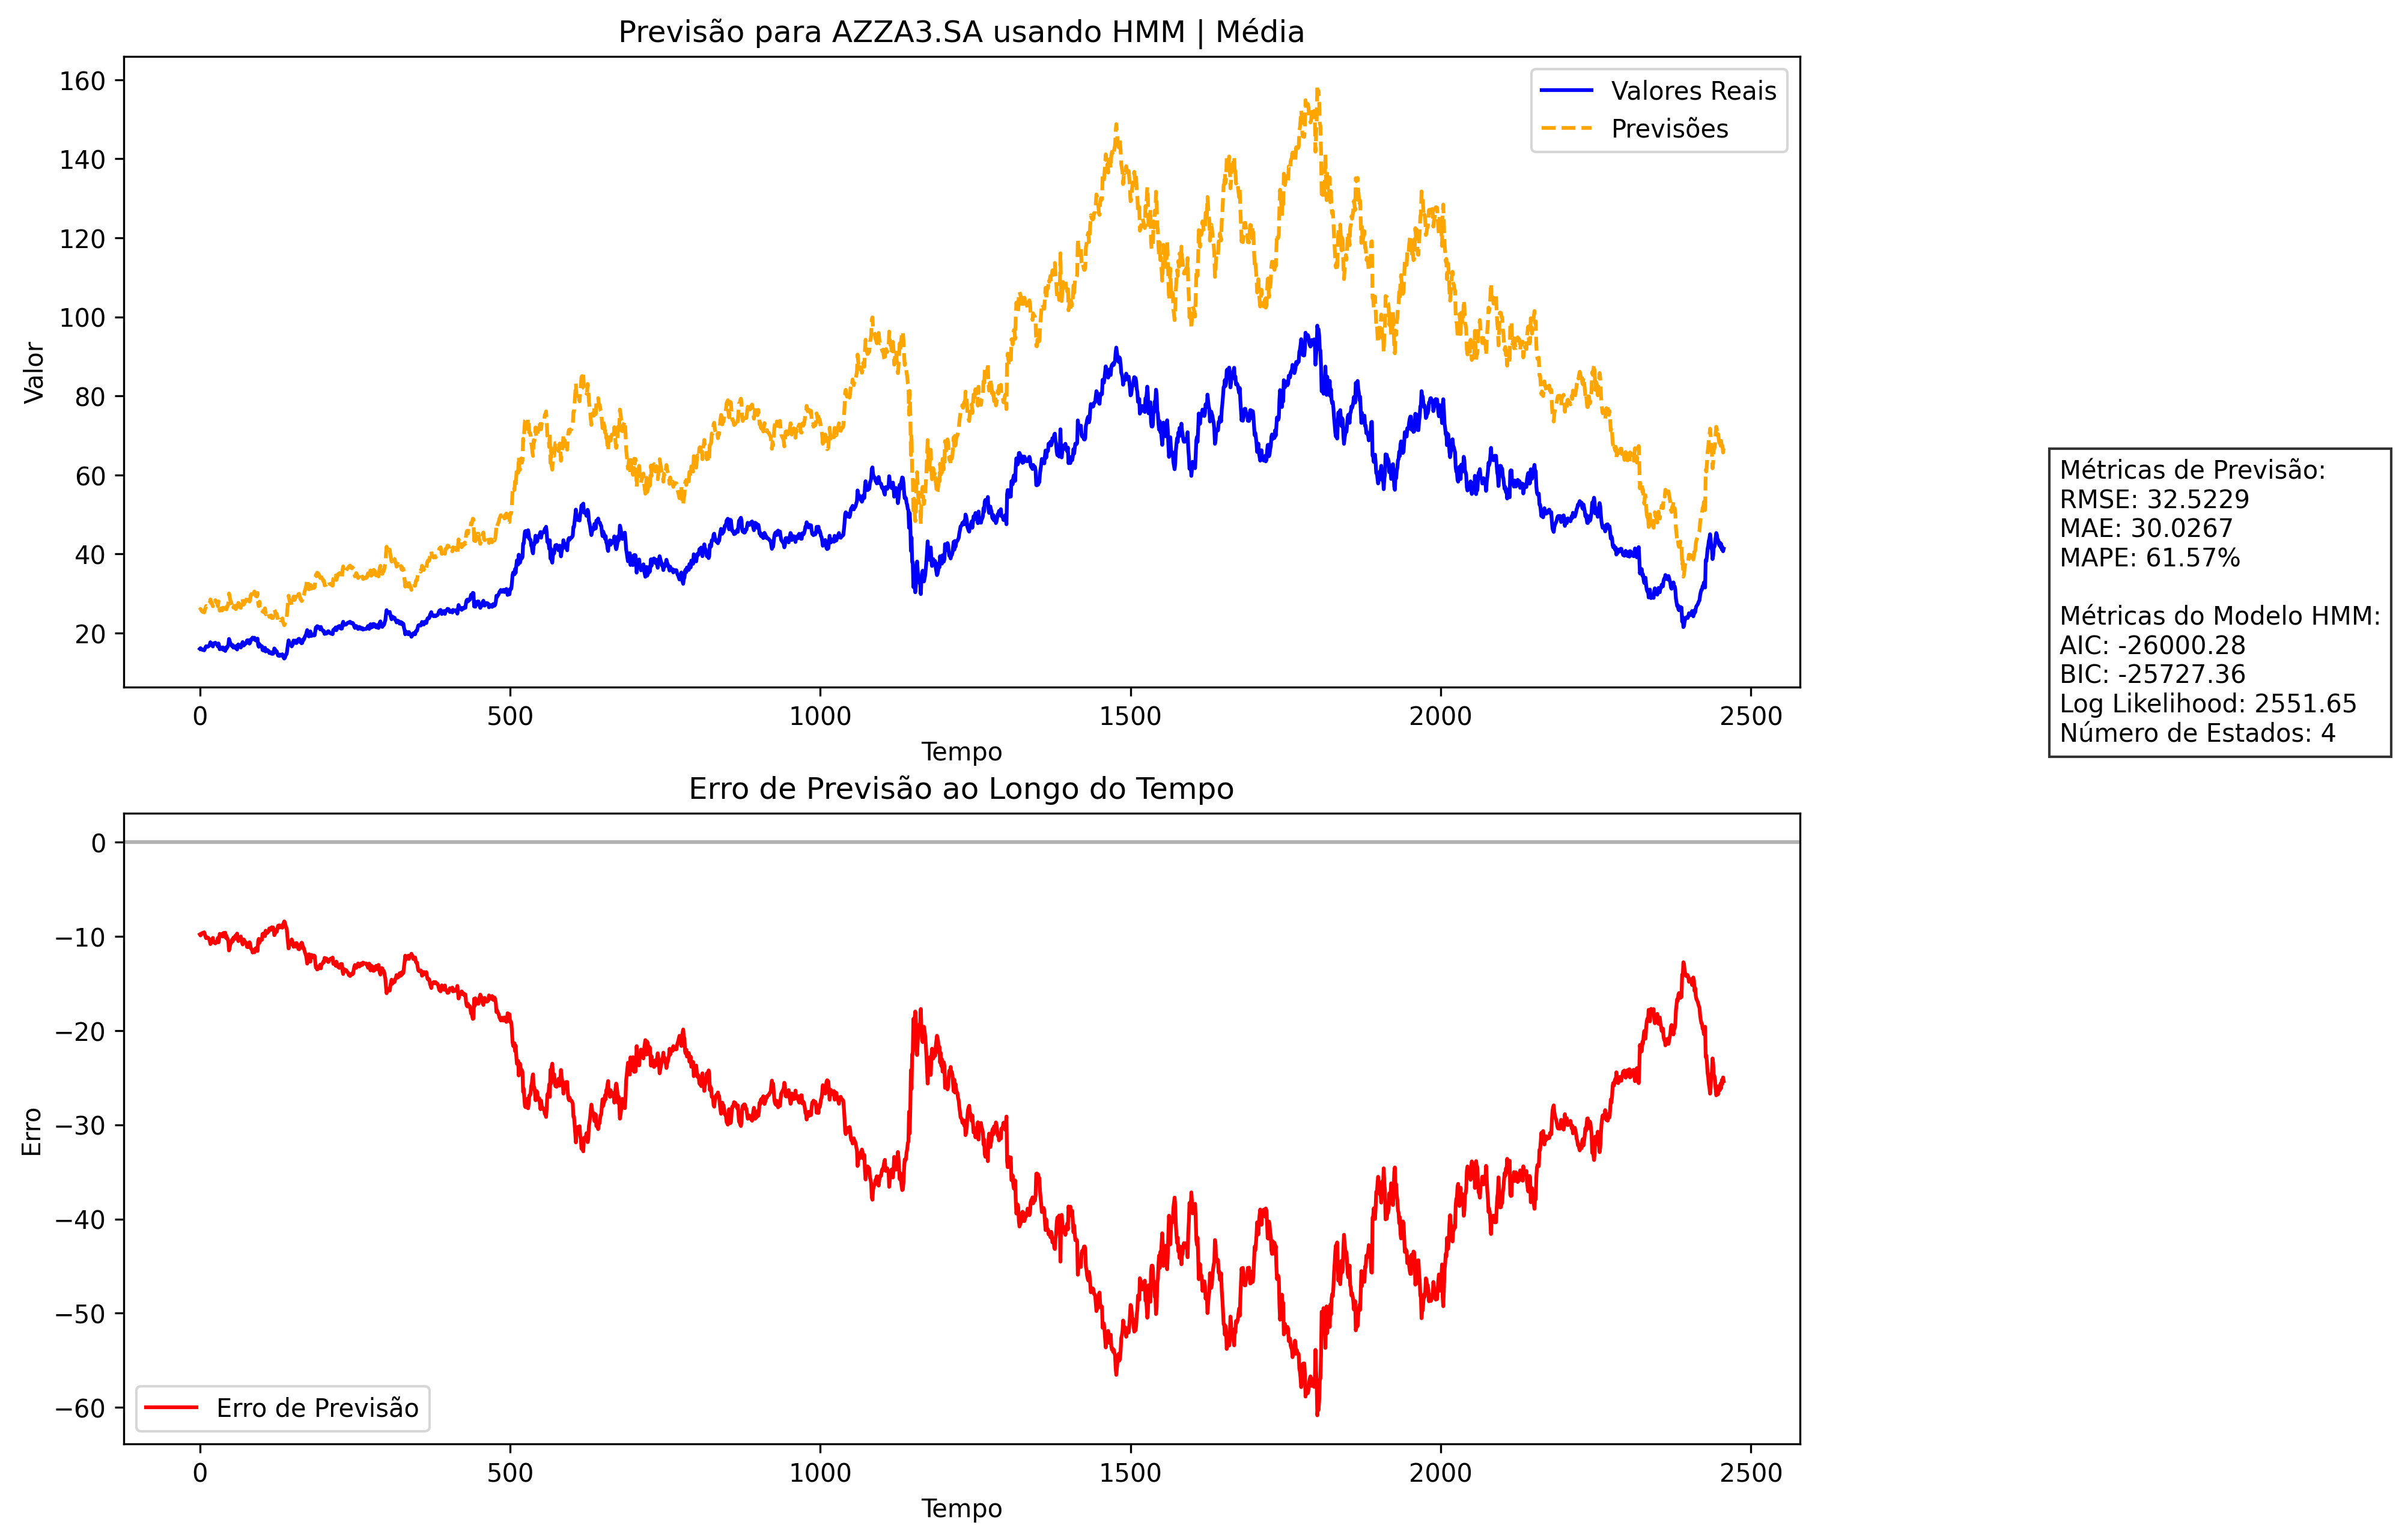 Previsão para AZZA3.SA usando HMM | Média
160
140
120
100
80
60
40
20
Valor
Valores Reais
Previsões
0
500
1000
1500
2000
2500
Tempo
Métricas de Previsão:
RMSE: 32.5229
MAE: 30.0267
MAPE: 61.57%
Métricas do Modelo HMM:
AIC: -26000.28
BIC: -25727.36
Log Likelihood: 2551.65
Número de Estados: 4
Erro de Previsão ao Longo do Tempo
0
−10
−20
−30
−40
−50
−60
Erro
Erro de Previsão
0
500
1000
1500
2000
2500
Tempo